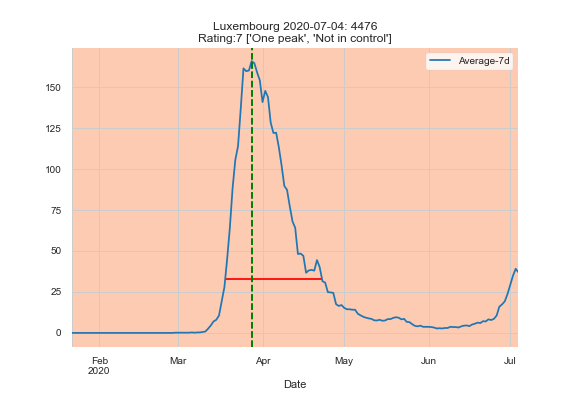 Luxembourg 2020-07-04: 4476
Rating:7 ['One peak', 'Not in control']
Average-7d
150
125
100
75
50
25
0
Feb Mar Apr May Jun Jul
2020
Date